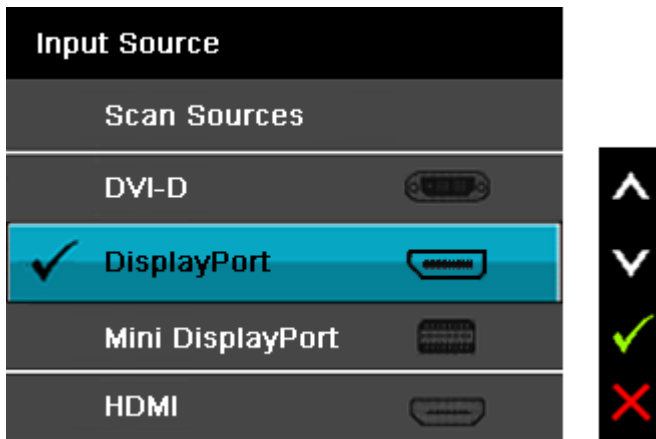 Input Source
Scan Sources
DVI-D
DisplayPort
Mini DisplayPort
HDMI